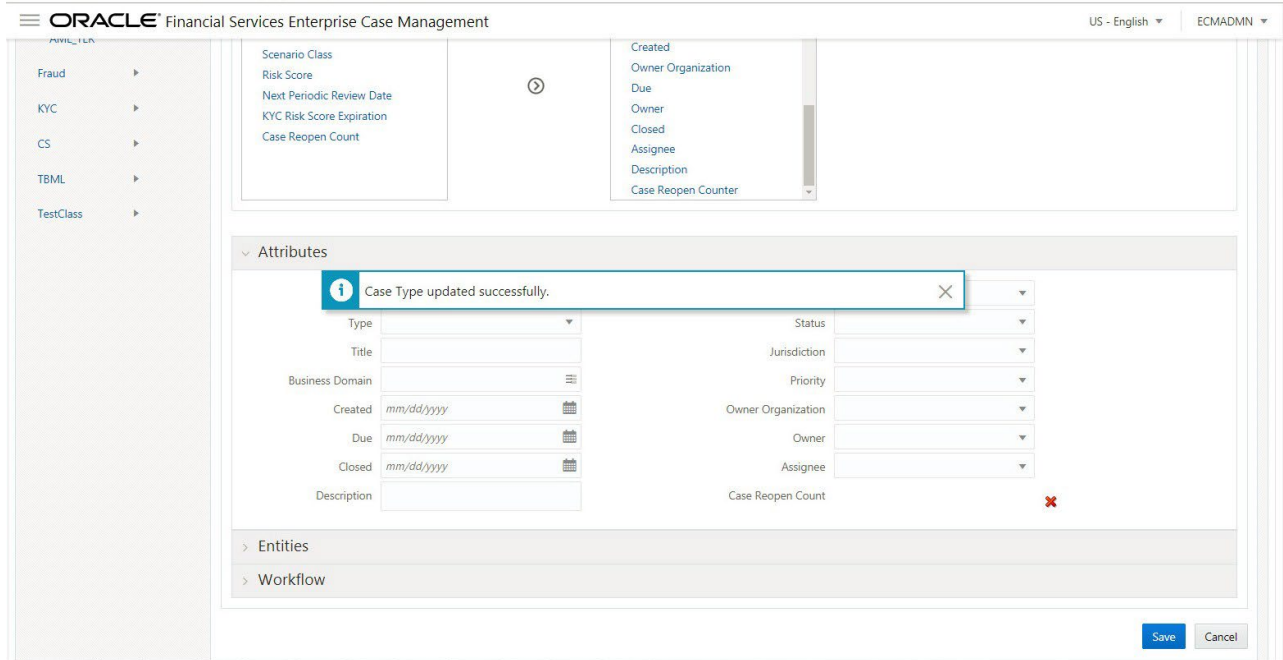 ORACLE® Financial Services Enterprise Case Management
US - English
ECMADMN
AML_TER
Fraud
KYC
CS
TBML
TestClass
Scenario Class
Risk Score
Next Periodic Review Date
KYC Risk Score Expiration
Case Reopen Count
Created
Owner Organization
Due
Owner
Closed
Assignee
Description
Case Reopen Counter
Attributes
Case Type updated successfully.
Type
Status
Title
Jurisdiction
Business Domain
Priority
Created mm/dd/yyyy
Owner Organization
Due mm/dd/yyyy
Owner
Closed mm/dd/yyyy
Assignee
Description
Case Reopen Count
Entities
Workflow
Save
Cancel